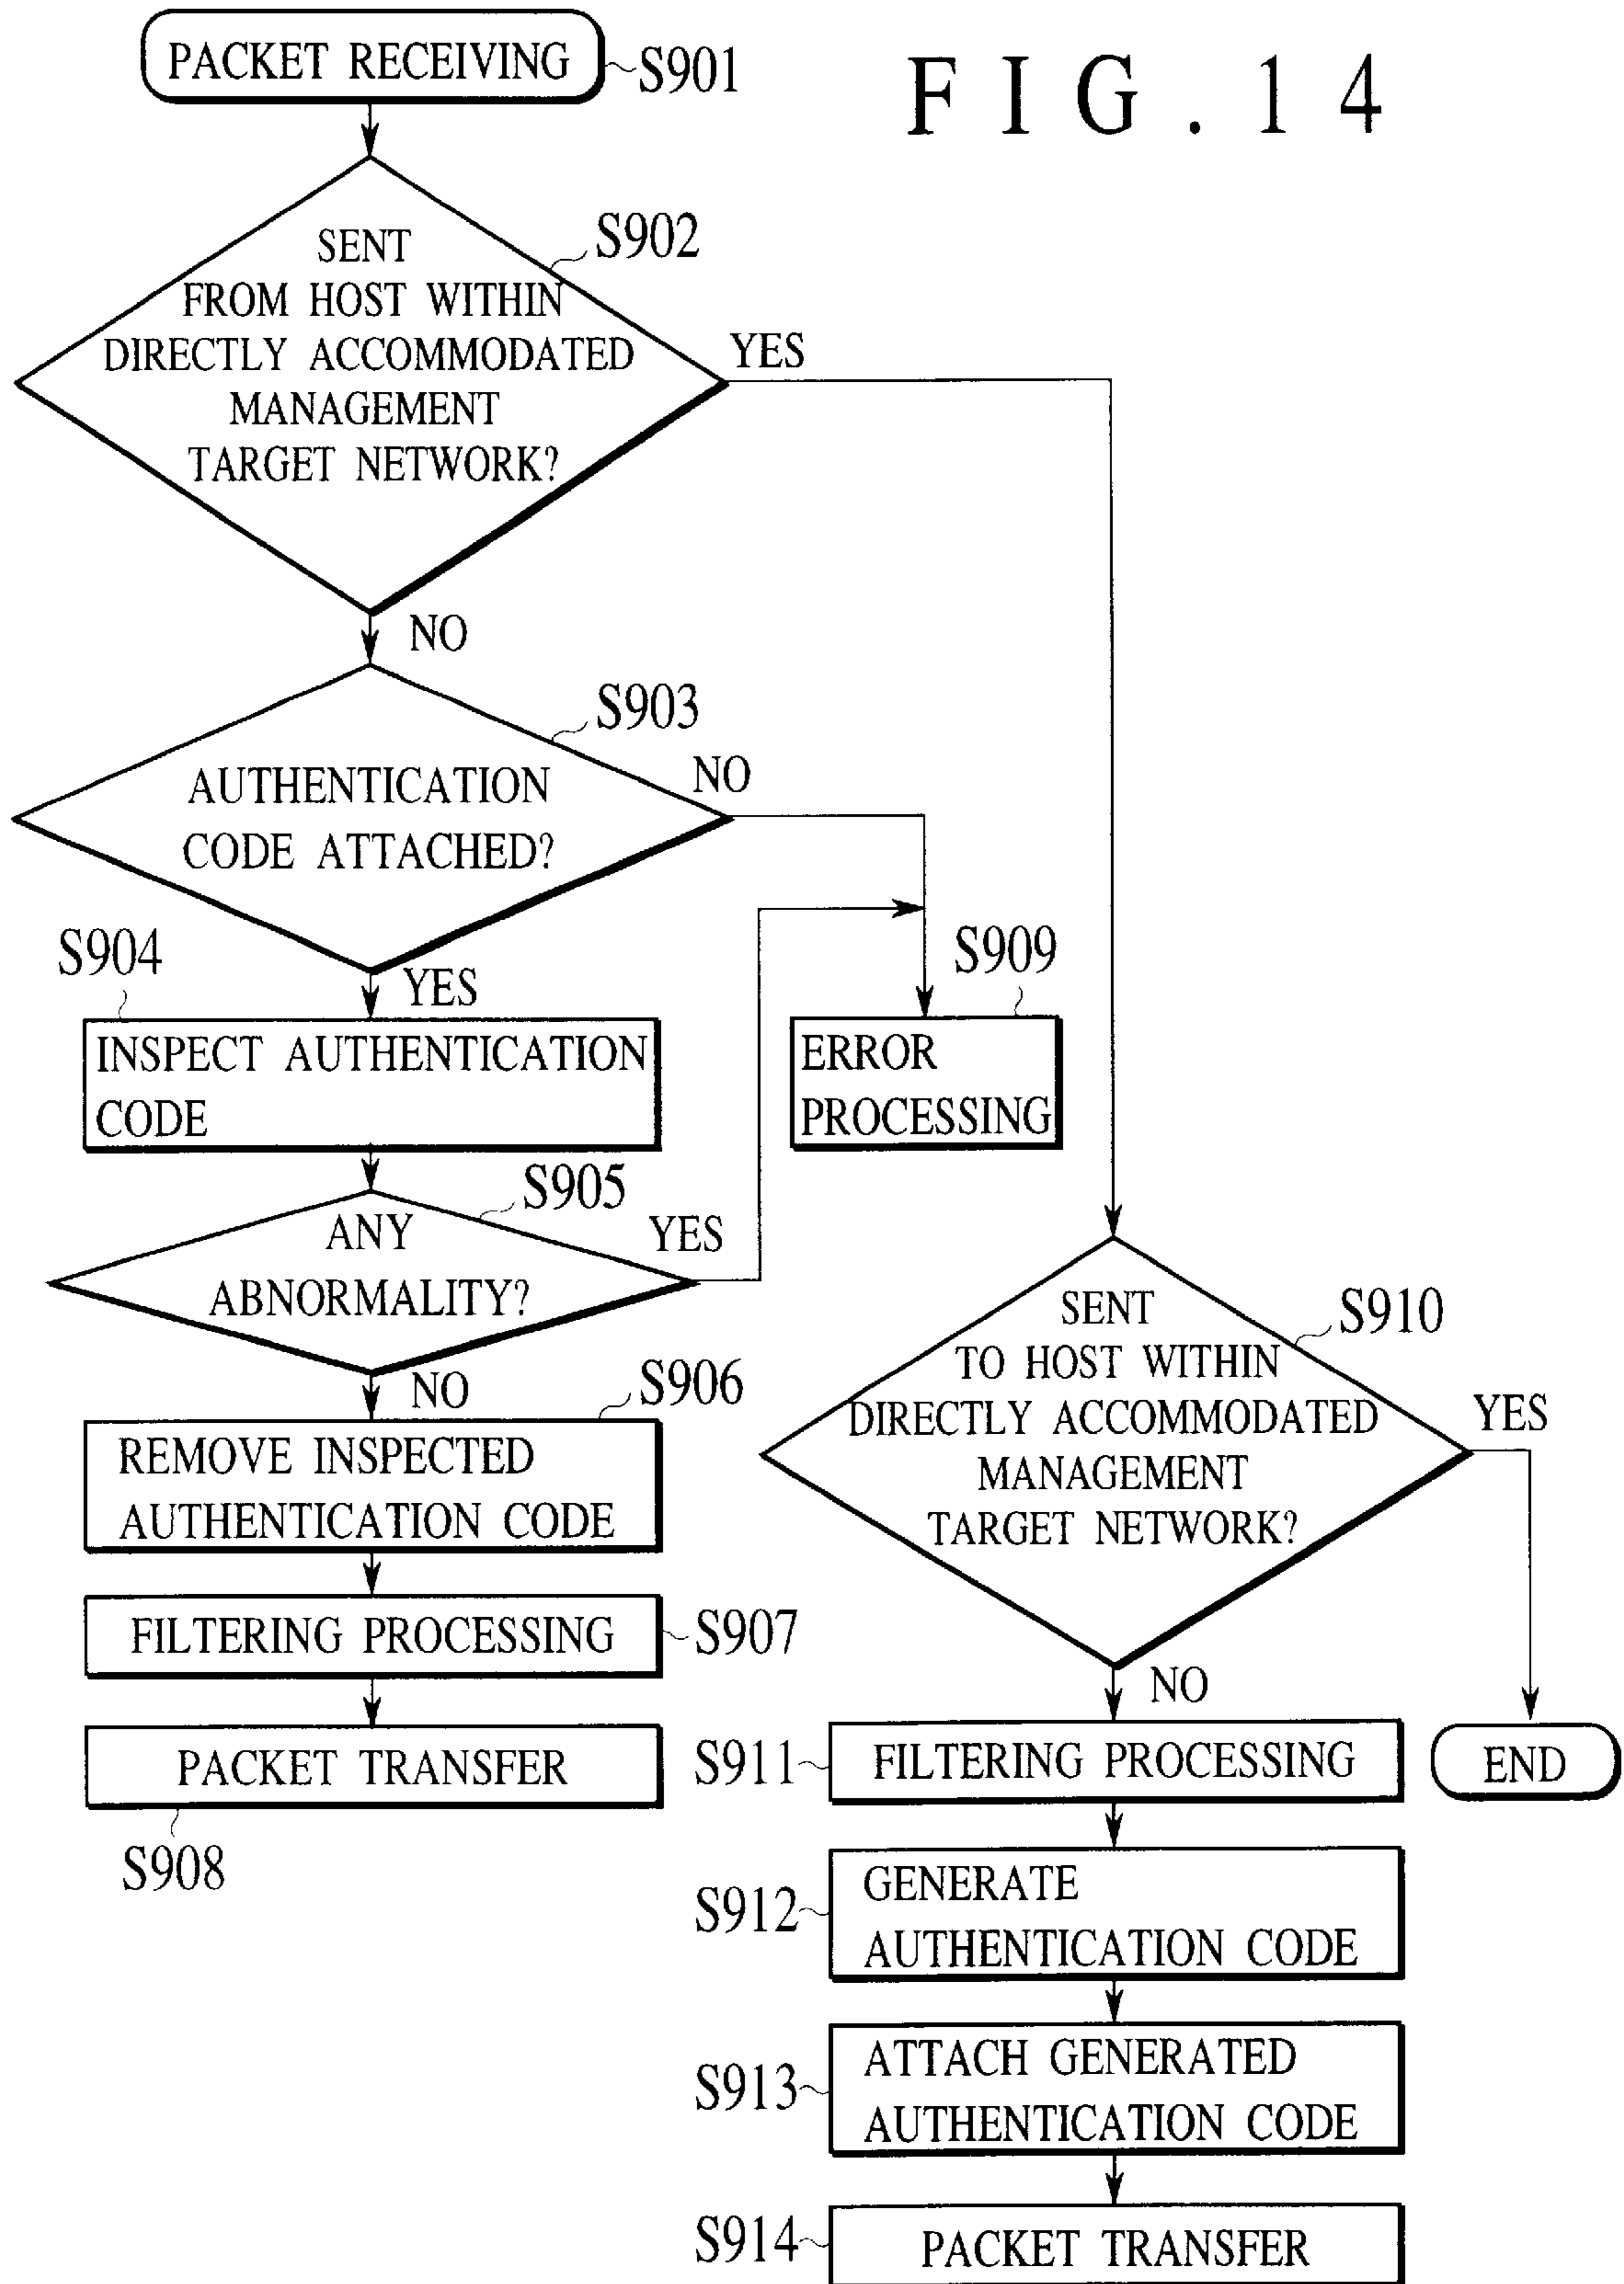 PACKET RECEIVING
S901
F I G . 1 4
S902
SENT
FROM HOST WITHIN
DIRECTLY ACCOMMODATED
MANAGEMENT
TARGET NETWORK?
YES
NO
S903
AUTHENTICATION
CODE ATTACHED?
NO
YES
S904
INSPECT AUTHENTICATION
CODE
S909
ERROR
PROCESSING
S905
ANY
ABNORMALITY?
YES
NO
S906
REMOVE INSPECTED
AUTHENTICATION CODE
FILTERING PROCESSING
S907
PACKET TRANSFER
S908
S910
SENT
TO HOST WITHIN
DIRECTLY ACCOMMODATED
MANAGEMENT
TARGET NETWORK?
YES
NO
END
S911
FILTERING PROCESSING
S912
GENERATE
AUTHENTICATION CODE
S913
ATTACH GENERATED
AUTHENTICATION CODE
S914
PACKET TRANSFER